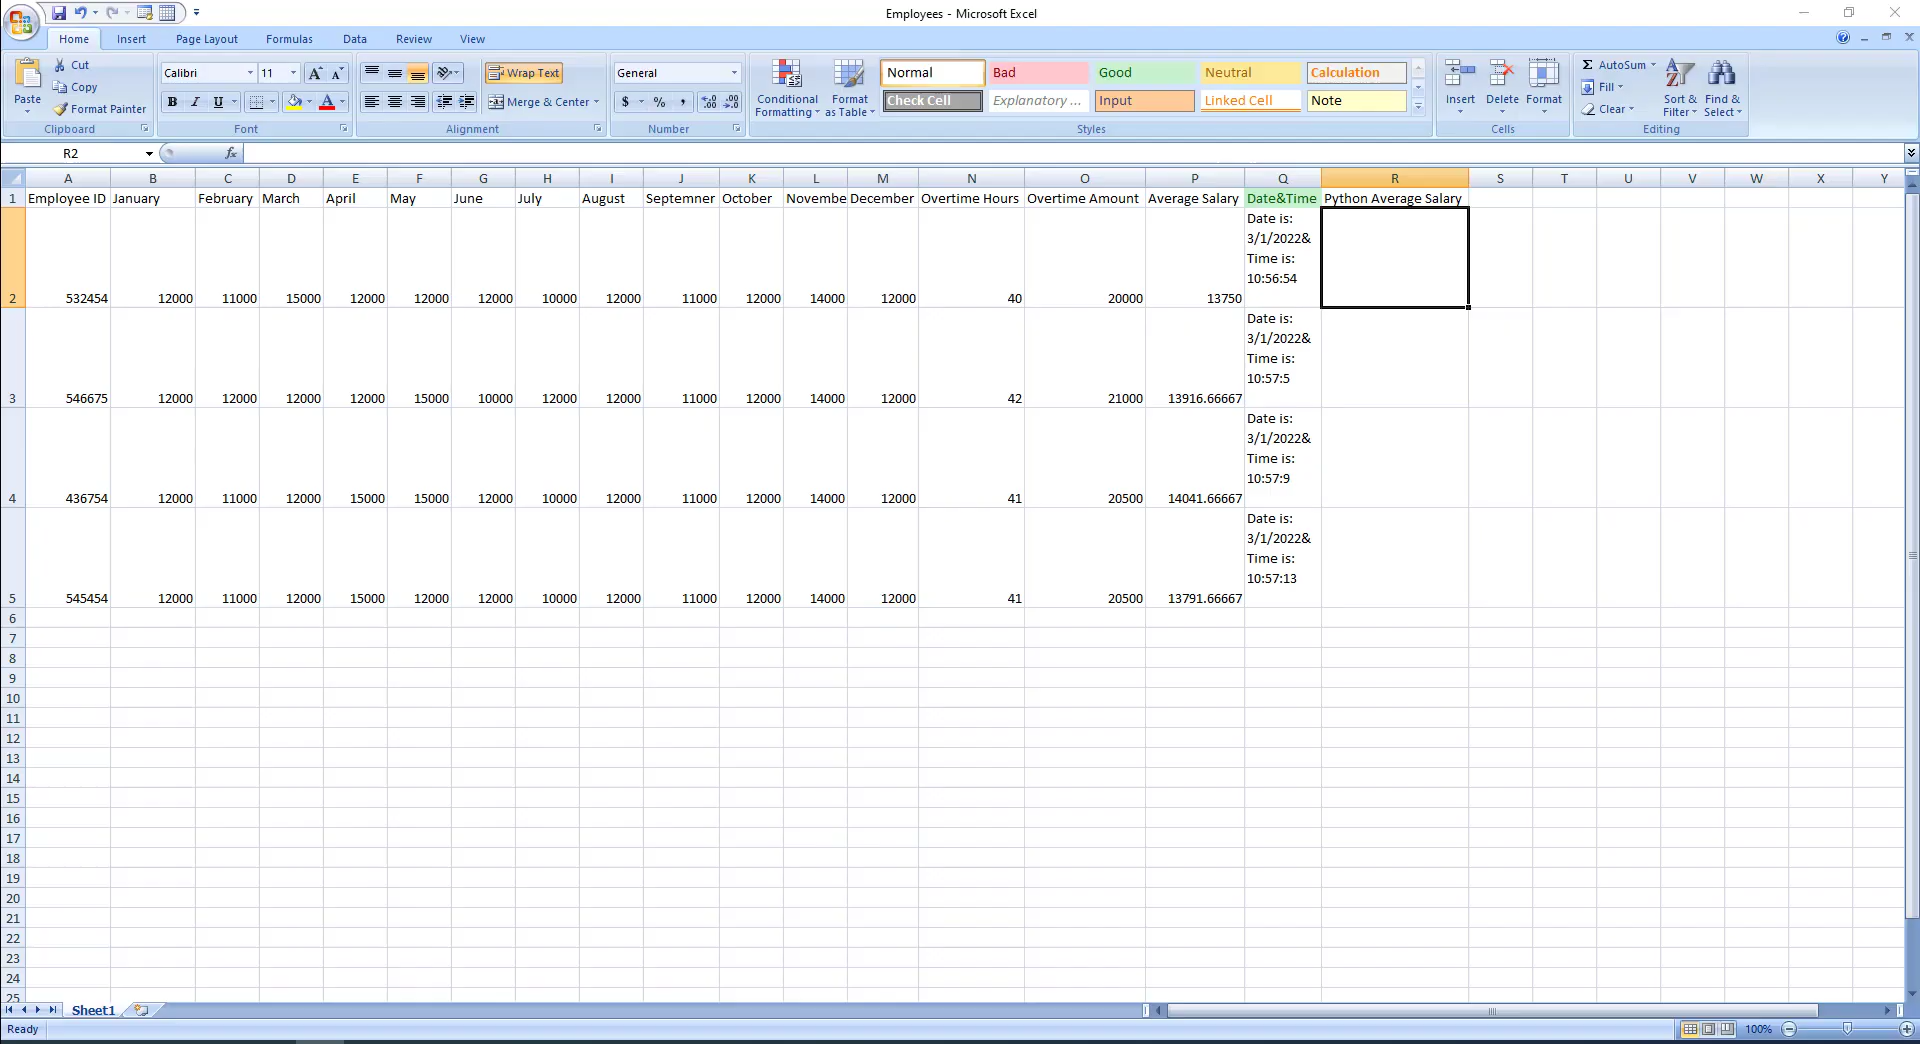 Employees - Microsoft Excel
Home Insert Page Layout Formulas Data Review View
Paste Cut Copy Format Painter Clipboard
Calibri 11 B I U A A A Font
Wrap Text Merge & Center Alignment
General $ % , Number
Conditional Formatting Format as Table
Normal Bad Good Neutral Calculation
Check Cell Explanatory ... Input Linked Cell Note
Styles
Insert Delete Format Cells
Σ AutoSum Fill Clear Sort & Filter Find & Select Editing
R2 fx
A B C D E F G H I J K L M N O P Q R S T U V W X Y
1 Employee ID January February March April May June July August Septemner October Novembe December Overtime Hours Overtime Amount Average Salary Date&Time Python Average Salary
Date is:
3/1/2022&
Time is:
10:56:54
2 532454 12000 11000 15000 12000 12000 12000 10000 12000 11000 12000 14000 12000 40 20000 13750
Date is:
3/1/2022&
Time is:
10:57:5
3 546675 12000 12000 12000 12000 15000 10000 12000 12000 11000 12000 14000 12000 42 21000 13916.66667
Date is:
3/1/2022&
Time is:
10:57:9
4 436754 12000 11000 12000 15000 15000 12000 10000 12000 11000 12000 14000 12000 41 20500 14041.66667
Date is:
3/1/2022&
Time is:
10:57:13
5 545454 12000 11000 12000 15000 12000 12000 10000 12000 11000 12000 14000 12000 41 20500 13791.66667
6
7
8
9
10
11
12
13
14
15
16
17
18
19
20
21
22
23
24
25
Sheet1
Ready 100%